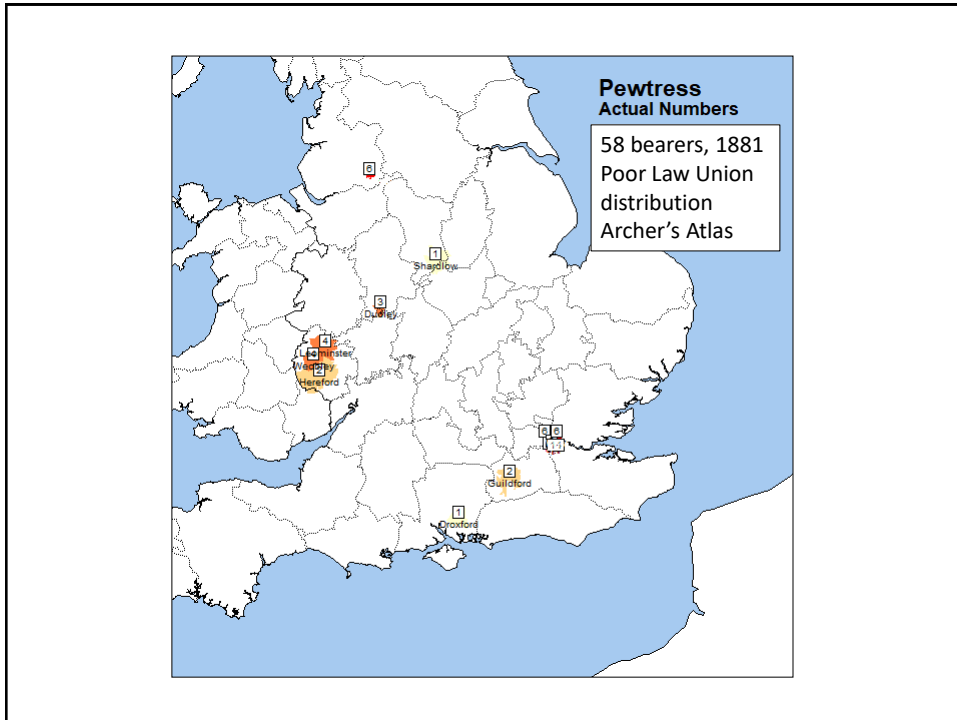 Pewtress
Actual Numbers
58 bearers, 1881
Poor Law Union
distribution
Archer's Atlas
6
1
Shardlow
3
Dudley
4
Leominster
Weobley
2
Hereford
6 6
14
2
Guildford
1
Droxford